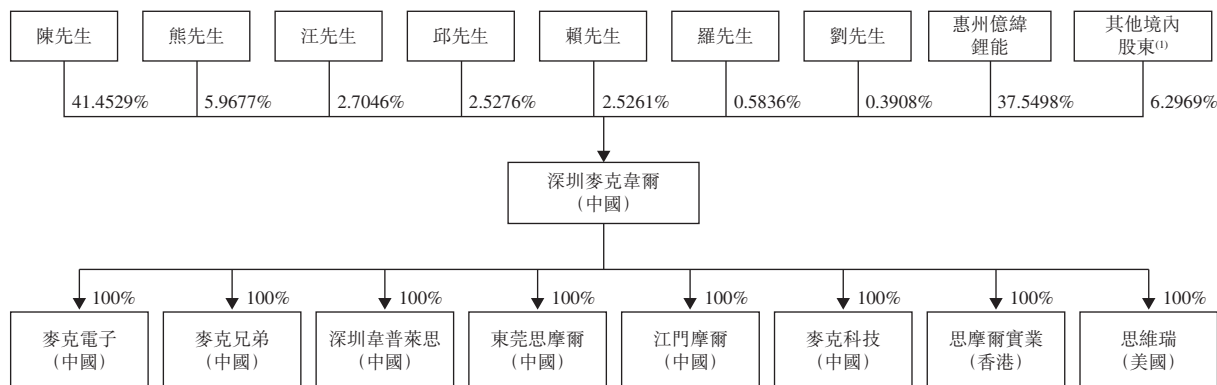 陳先生
熊先生
汪先生
邱先生
賴先生
羅先生
劉先生
惠州億緯
鋰能
其他境內
股東(1)
41.4529%
5.9677%
2.7046%
2.5276%
2.5261%
0.5836%
0.3908%
37.5498%
6.2969%
深圳麥克韋爾
(中國)
100%
100%
100%
100%
100%
100%
100%
100%
麥克電子
(中國)
麥克兄弟
(中國)
深圳韋普萊思
(中國)
東莞思摩爾
(中國)
江門摩爾
(中國)
麥克科技
(中國)
思摩爾實業
(香港)
思維瑞
(美國)